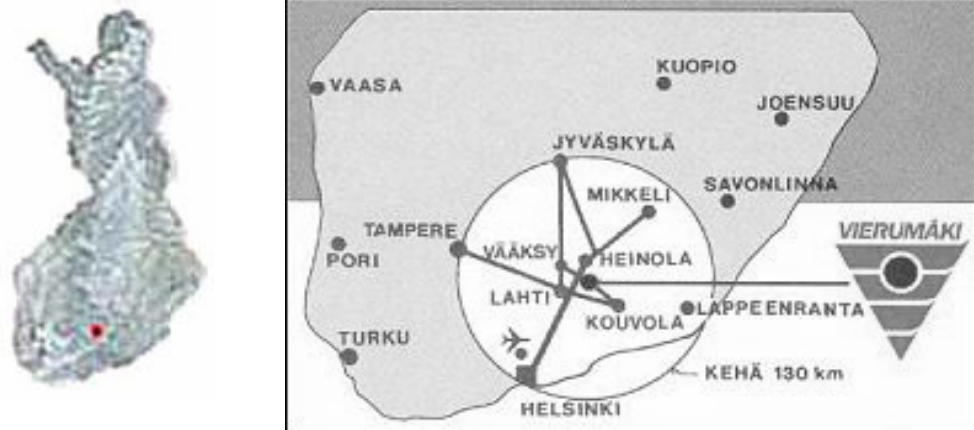 KUOPIO
VAASA
JOENSUU
JYVÄSKYLÄ
MIKKELI
SAVONLINNA
TAMPERE
VIERUMÄKI
VÄÄKSY
HEINOLA
PORI
LAHTI
KOUVOLA
LAPPEENRANTA
TURKU
KEHÄ 130 km
HELSINKI